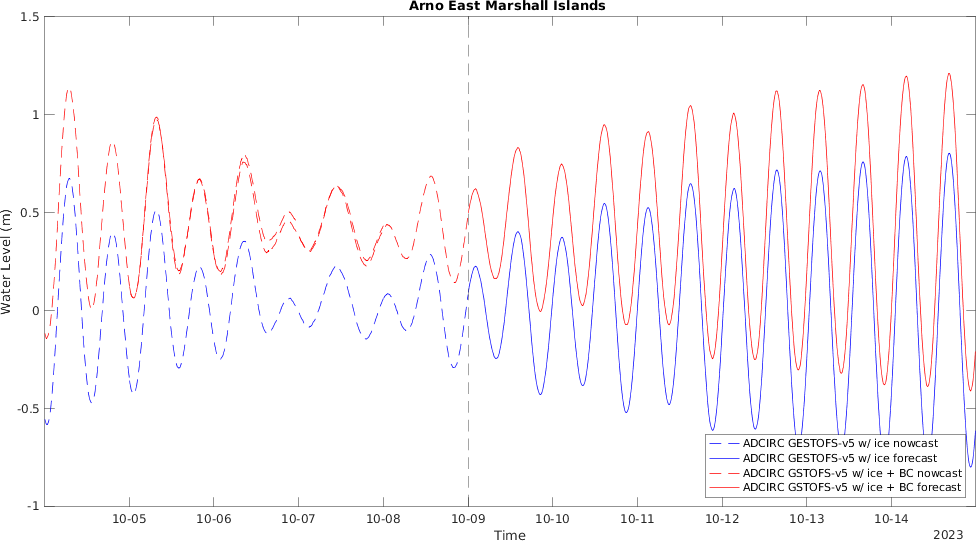 Arno East Marshall Islands
1.5
1
0.5
0
-0.5
-1
Water Level (m)
ADCIRC GESTOFS-v5 w/ ice nowcast
ADCIRC GESTOFS-v5 w/ ice forecast
ADCIRC GSTOFS-v5 w/ ice + BC nowcast
ADCIRC GSTOFS-v5 w/ ice + BC forecast
10-05 10-06 10-07 10-08 10-09 10-10 10-11 10-12 10-13 10-14
Time
2023